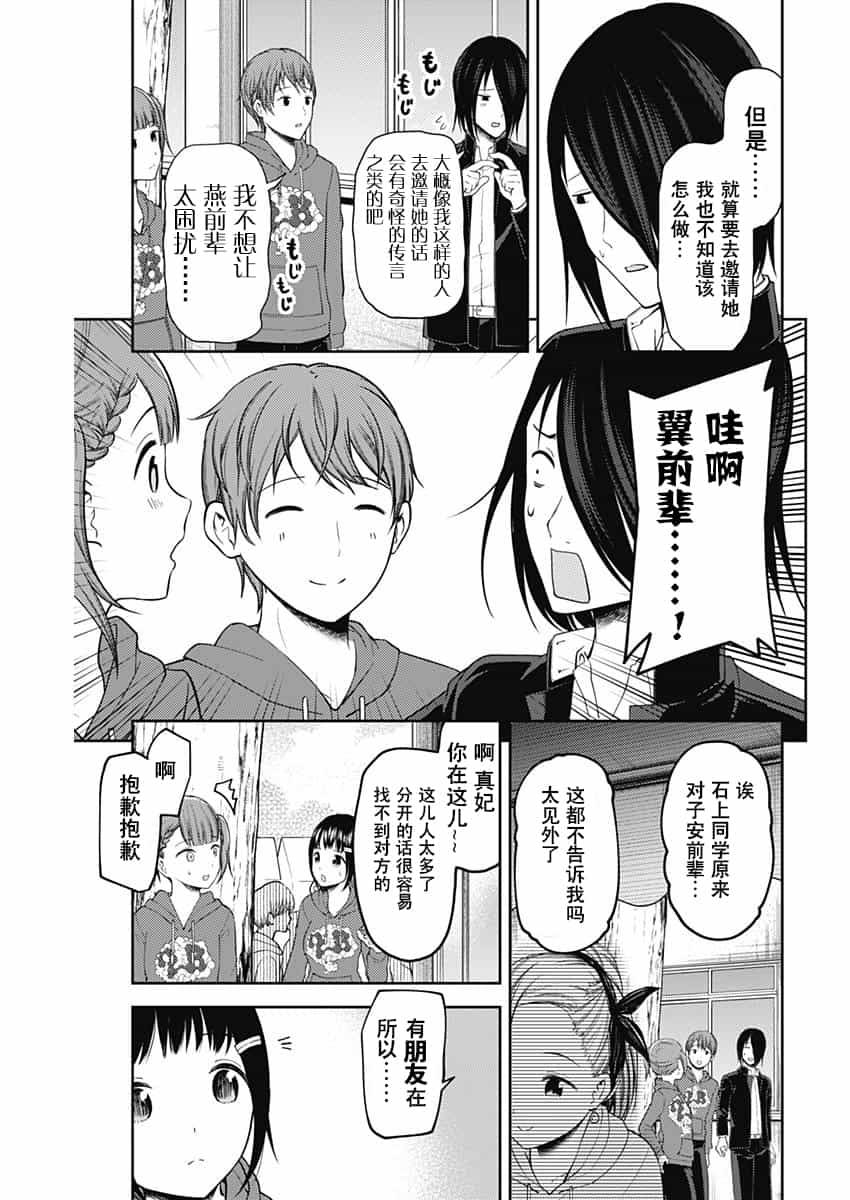 但是……
就算要去邀请她
我也不知道该
怎么做…
もじ
もじ
大概像我这样的人
去邀请她的话
会有奇怪的传言
之类的吧
もじ
もじ
我不想让
燕前辈
太困扰……
哇啊
翼前辈……！
诶
石上同学原来
对子安前辈…
这都不告诉我吗
太见外了
啊 真妃
你在这儿~
这儿人太多了
分开的话很容易
找不到对方的
啊
抱歉抱歉
有朋友在
所以……